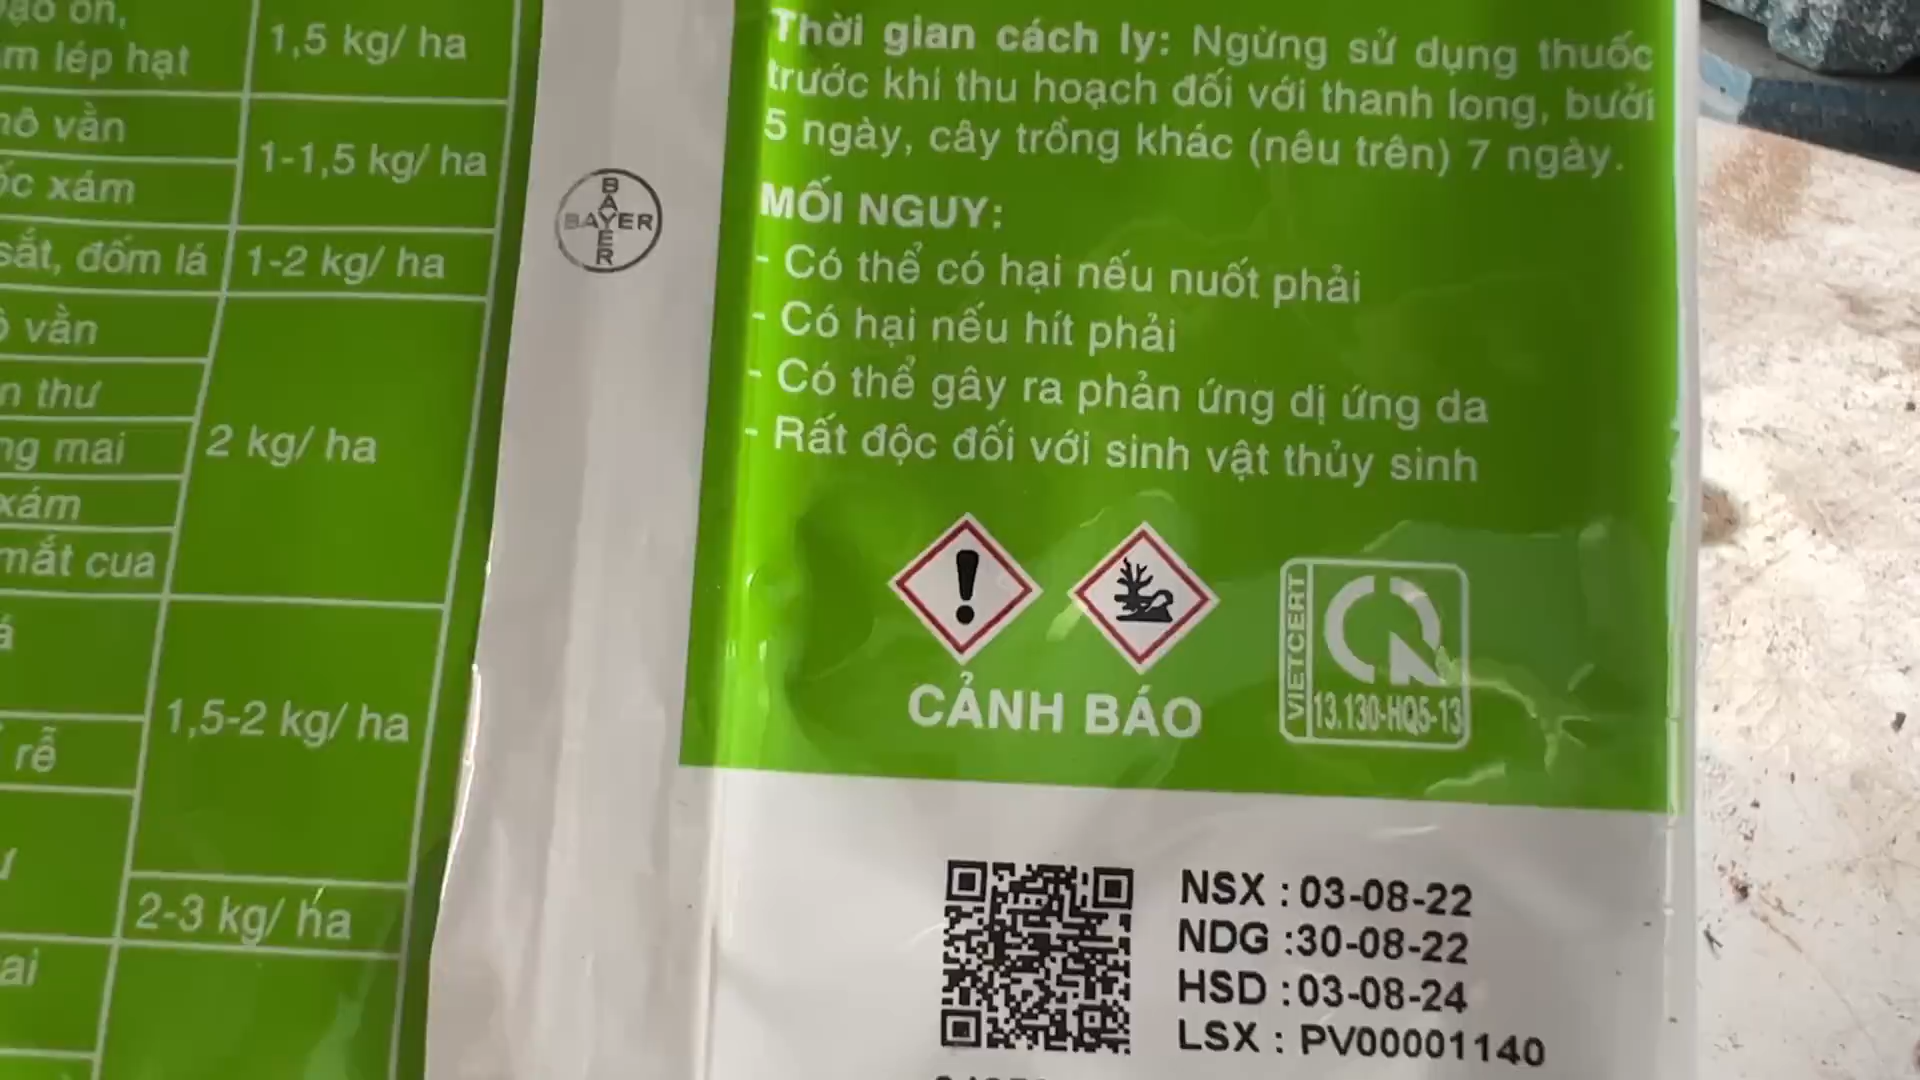 lép hạt
1,5 kg/ ha
vằn
1-1,5 kg/ ha
xám
đốm lá
1-2 kg/ ha
vằn
thư
mai
2 kg/ ha
xám
mắt cua
1,5-2 kg/ ha
rễ
2-3 kg/ ha
BAYER
BAYER
Thời gian cách ly: Ngừng sử dụng thuốc
trước khi thu hoạch đối với thanh long, bưởi
5 ngày, cây trồng khác (nêu trên) 7 ngày.
MỐI NGUY:
- Có thể có hại nếu nuốt phải
- Có hại nếu hít phải
- Có thể gây ra phản ứng dị ứng da
- Rất độc đối với sinh vật thủy sinh
CẢNH BÁO
VIETCERT
13.130-HQ5-13
NSX : 03-08-22
NDG :30-08-22
HSD :03-08-24
LSX : PV00001140